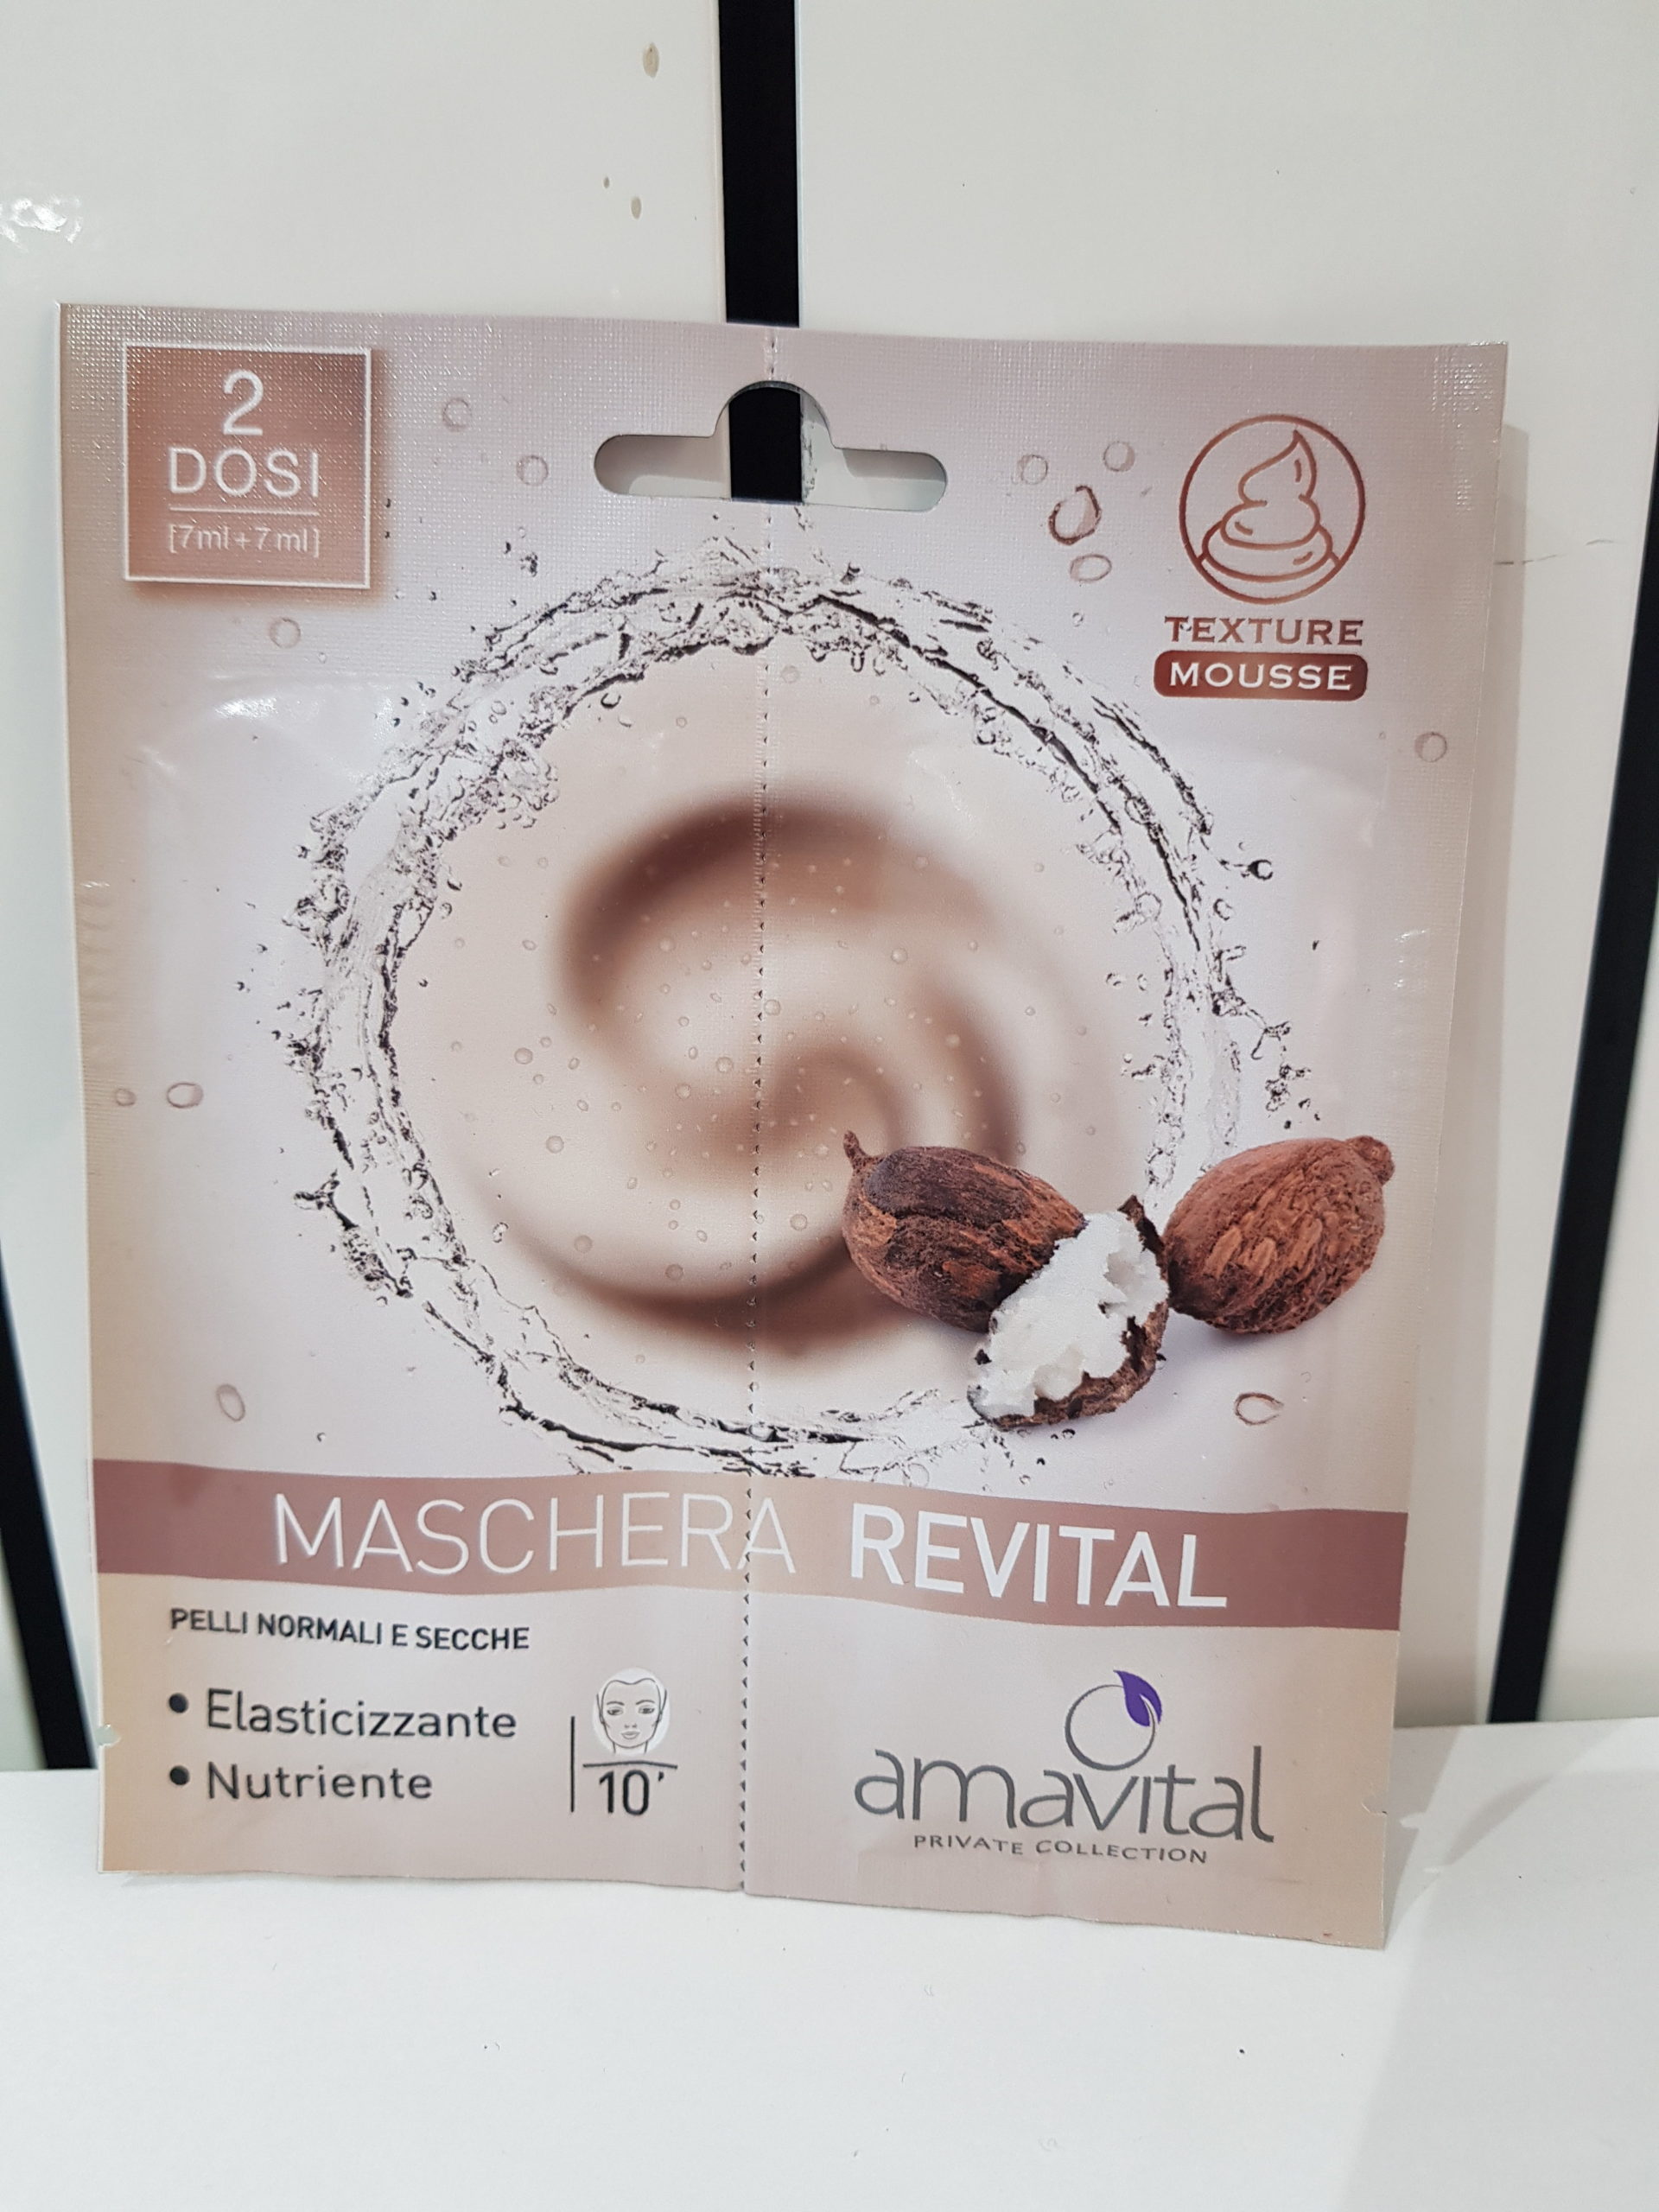 2
DOSI
[7ml+7ml]
TEXTURE
MOUSSE
MASCHERA REVITAL
PELLI NORMALI E SECCHE
• Elasticizzante
• Nutriente
10'
amavital
PRIVATE COLLECTION